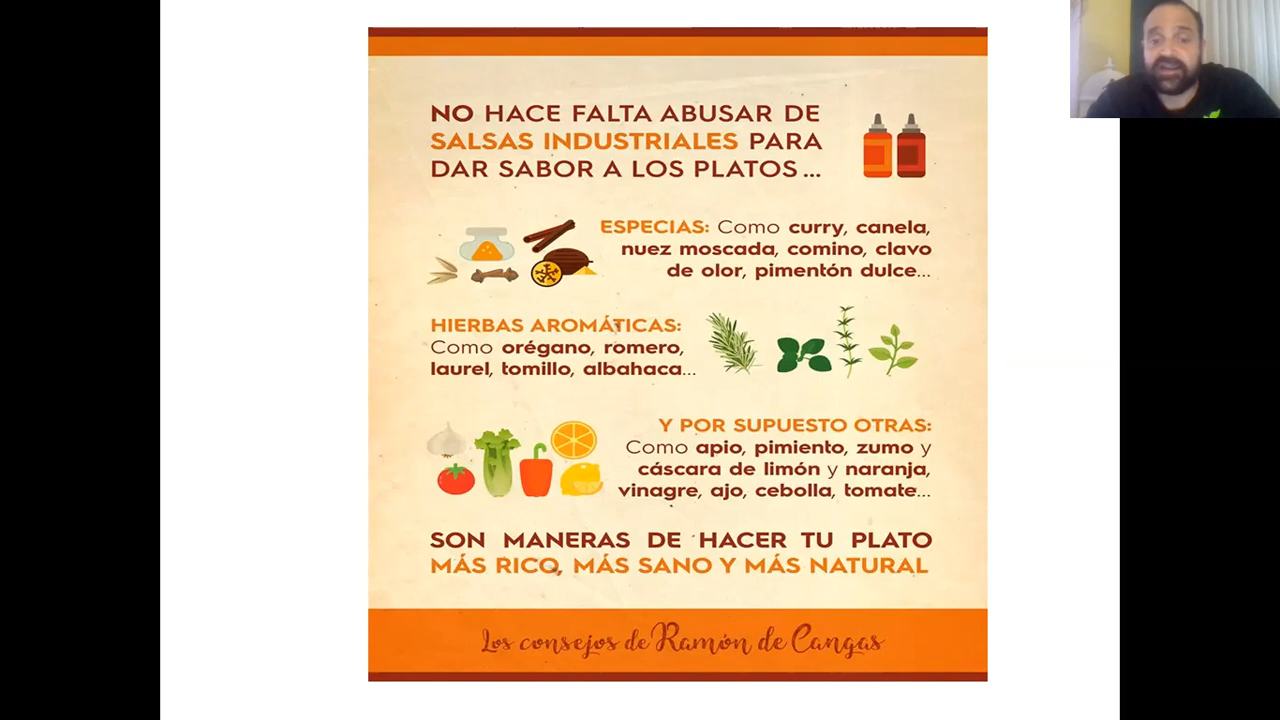 NO HACE FALTA ABUSAR DE
SALSAS INDUSTRIALES PARA
DAR SABOR A LOS PLATOS...
ESPECIAS: Como curry, canela,
nuez moscada, comino, clavo
de olor, pimentón dulce...
HIERBAS AROMÁTICAS:
Como orégano, romero,
laurel, tomillo, albahaca...
Y POR SUPUESTO OTRAS:
Como apio, pimiento, zumo y
cáscara de limón y naranja,
vinagre, ajo, cebolla, tomate...
SON MANERAS DE HACER TU PLATO
MÁS RICO, MÁS SANO Y MÁS NATURAL
Los consejos de Ramón de Cangas